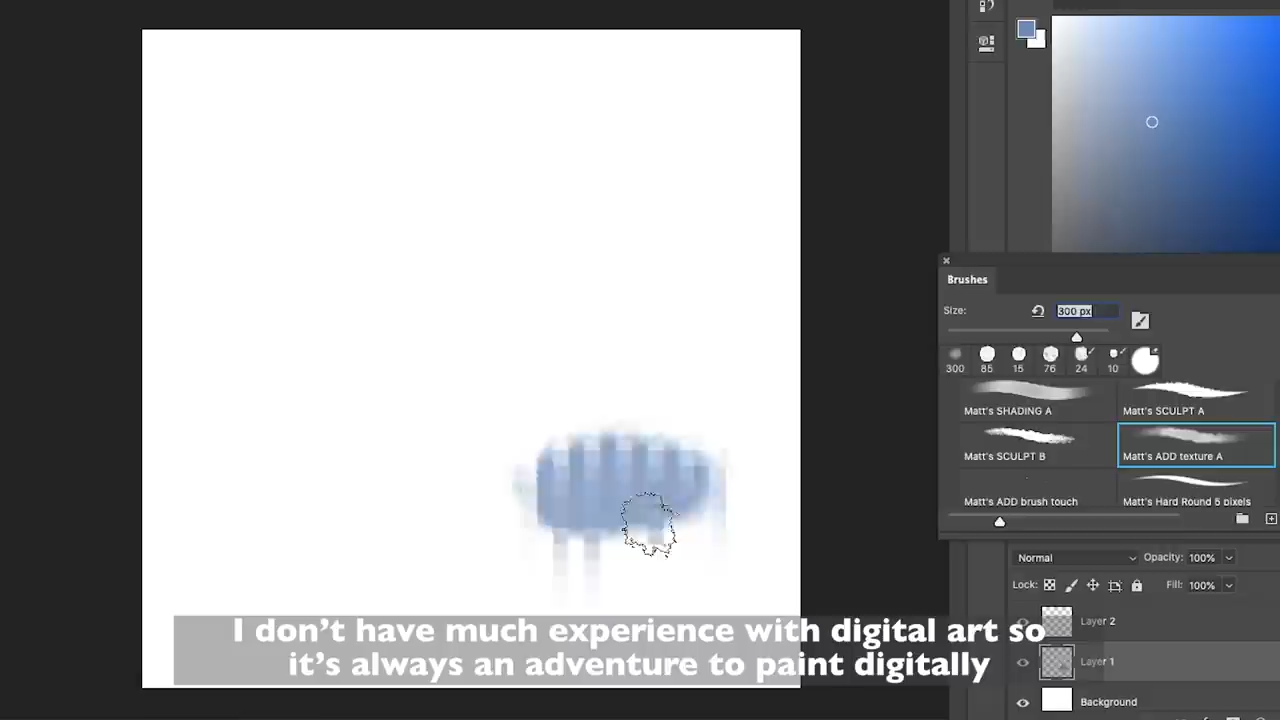 Brushes
Size: 300 px
300 85 15 76 24 10
Matt's SHADING A Matt's SCULPT A
Matt's SCULPT B Matt's ADD texture A
Matt's ADD brush touch Matt's Hard Round 5 pixels
Normal Opacity: 100%
Lock: Fill: 100%
Layer 2
Layer 1
Background
I don’t have much experience with digital art so
it’s always an adventure to paint digitally